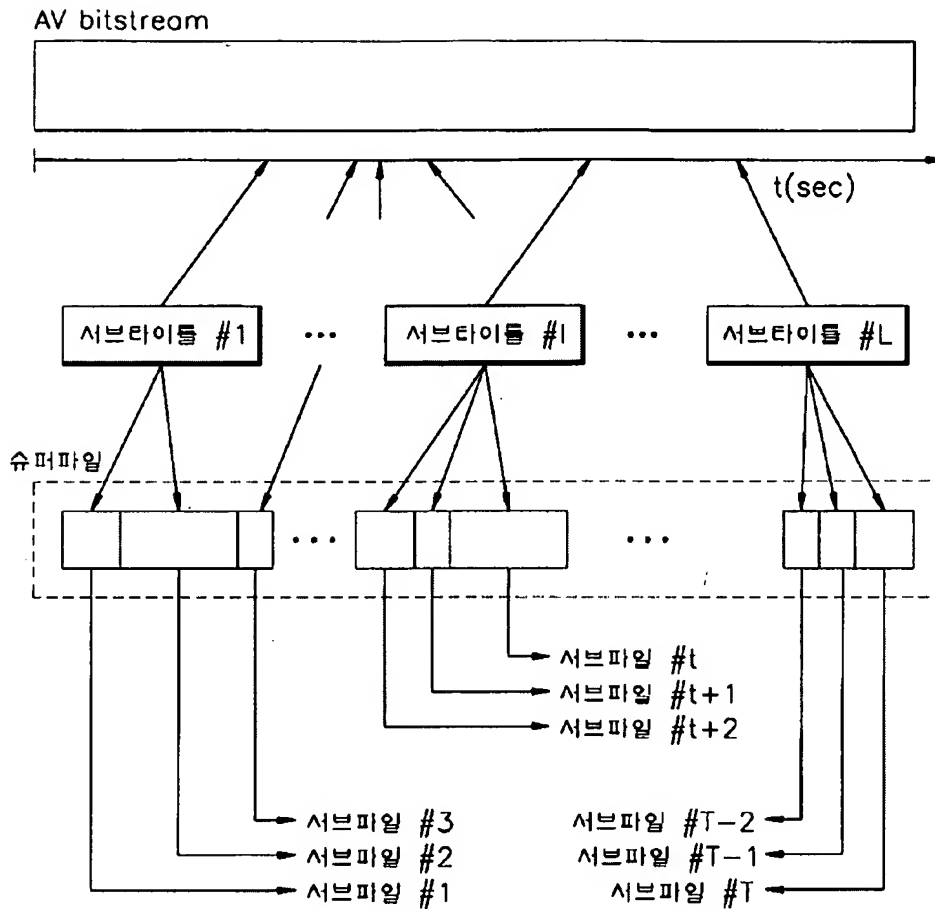 AV bitstream
t(sec)
서브타이틀 #1 ... 서브타이틀 #l ... 서브타이틀 #L
슈퍼파일
... ...
서브파일 #t
서브파일 #t+1
서브파일 #t+2
서브파일 #3 서브파일 #T-2
서브파일 #2 서브파일 #T-1
서브파일 #1 서브파일 #T